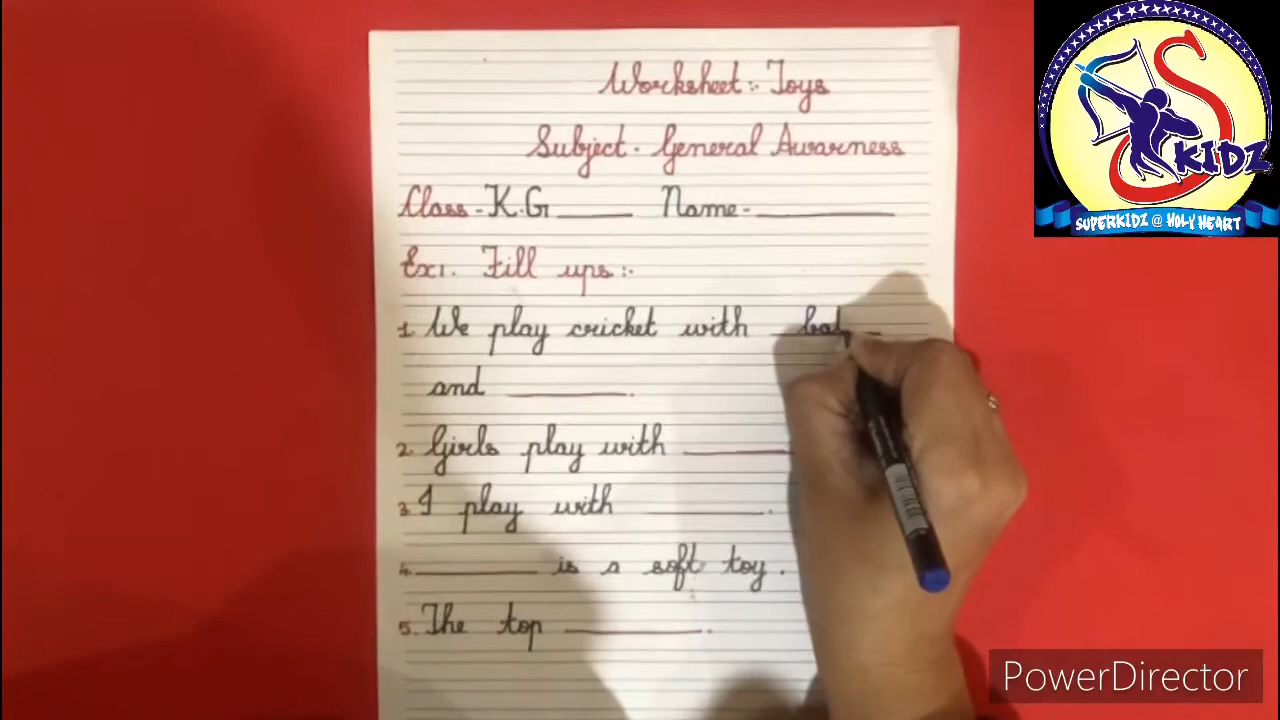 Worksheet:- Toys
Subject- General Awarness
Class- K.G ____ Name- ________
Ex1. Fill ups:-
1. We play cricket with bat
and ________.
2. Girls play with ________
3. I play with ________.
4. ________ is a soft toy.
5. The top ________.
S KIDZ
SUPERKIDZ @ HOLY HEART
PowerDirector